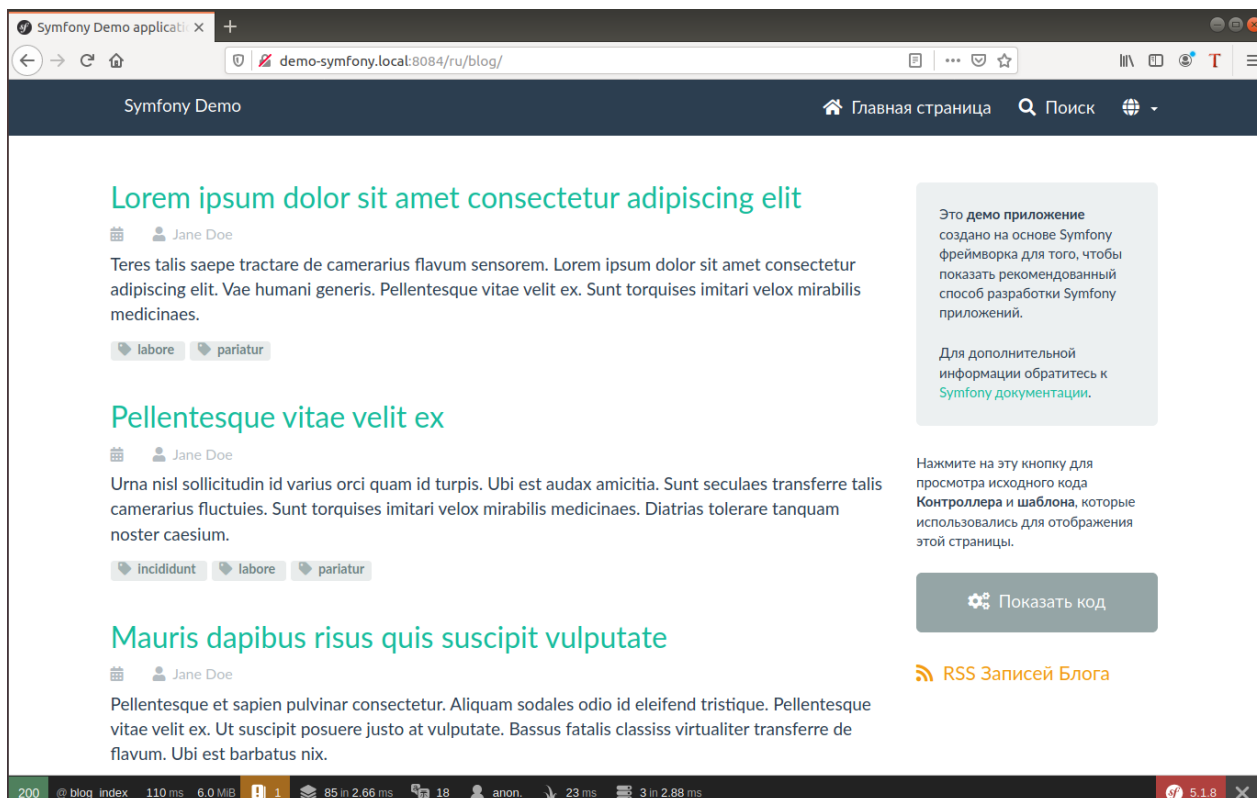 Symfony Demo applicati
demo-symfony.local:8084/ru/blog/
Symfony Demo
Главная страница
Поиск
Lorem ipsum dolor sit amet consectetur adipiscing elit
Jane Doe
Teres talis saepe tractare de camerarius flavum sensorem. Lorem ipsum dolor sit amet consectetur
adipiscing elit. Vae humani generis. Pellentesque vitae velit ex. Sunt torquises imitari velox mirabilis
medicinaes.
labore pariatur
Pellentesque vitae velit ex
Jane Doe
Urna nisl sollicitudin id varius orci quam id turpis. Ubi est audax amicitia. Sunt seculaes transferre talis
camerarius fluctuies. Sunt torquises imitari velox mirabilis medicinaes. Diatrias tolerare tanquam
noster caesium.
incididunt labore pariatur
Mauris dapibus risus quis suscipit vulputate
Jane Doe
Pellentesque et sapien pulvinar consectetur. Aliquam sodales odio id eleifend tristique. Pellentesque
vitae velit ex. Ut suscipit posuere justo at vulputate. Bassus fatalis classiss virtualiter transferre de
flavum. Ubi est barbatus nix.
Это демо приложение
создано на основе Symfony
фреймворка для того, чтобы
показать рекомендованный
способ разработки Symfony
приложений.
Для дополнительной
информации обратитесь к
Symfony документации.
Нажмите на эту кнопку для
просмотра исходного кода
Контроллера и шаблона, которые
использовались для отображения
этой страницы.
Показать код
RSS Записей Блога
200 @ blog_index 110 ms 6.0 MiB 1 85 in 2.66 ms 18 anon. 23 ms 3 in 2.88 ms sf 5.1.8